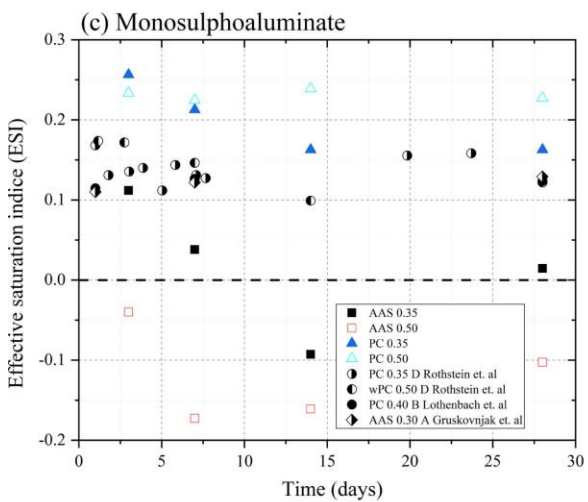 (c) Monosulphoaluminate
Effective saturation indice (ESI)
0.3
0.2
0.1
0.0
-0.1
-0.2
AAS 0.35
AAS 0.50
PC 0.35
PC 0.50
PC 0.35 D Rothstein et. al
wPC 0.50 D Rothstein et. al
PC 0.40 B Lothenbach et. al
AAS 0.30 A Gruskovnjak et. al
0 5 10 15 20 25 30
Time (days)